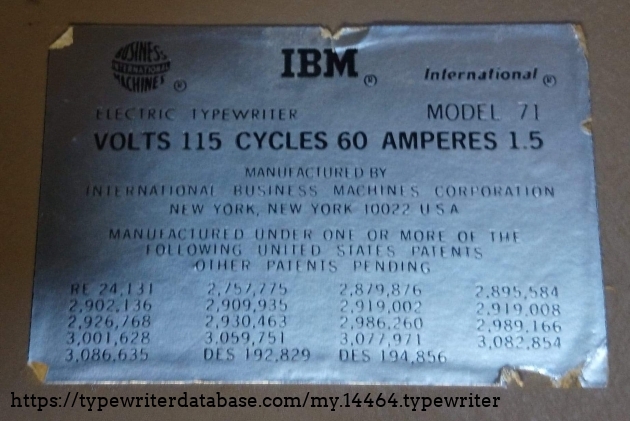 BUSINESS
INTERNATIONAL
MACHINES ®
IBM ®
International ®
ELECTRIC TYPEWRITER MODEL 71
VOLTS 115 CYCLES 60 AMPERES 1.5
MANUFACTURED BY
INTERNATIONAL BUSINESS MACHINES CORPORATION
NEW YORK, NEW YORK 10022 U S A
MANUFACTURED UNDER ONE OR MORE OF THE
FOLLOWING UNITED STATES PATENTS
OTHER PATENTS PENDING
RE 24,131 2,757,775 2,879,876 2,895,584
2,902,136 2,909,935 2,919,002 2,919,008
2,926,768 2,930,463 2,986,260 2,989,166
3,001,628 3,059,751 3,077,971 3,082,854
3,086,635 DES 192,829 DES 194,856
https://typewriterdatabase.com/my.14464.typewriter